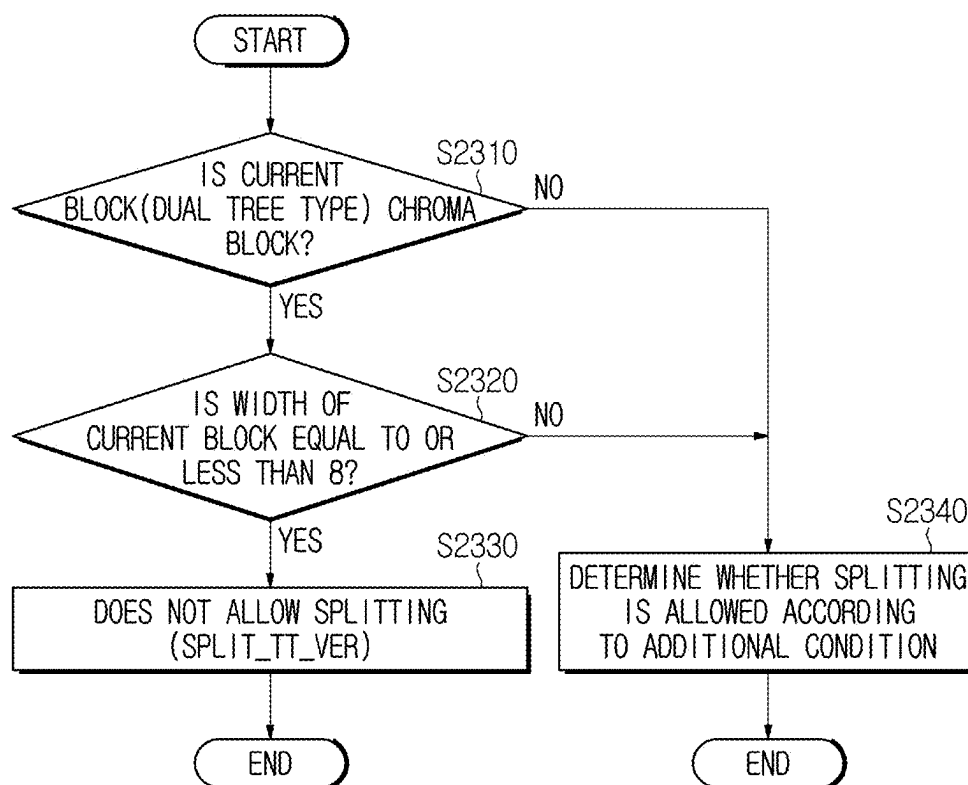 START
S2310
IS CURRENT
BLOCK(DUAL TREE TYPE) CHROMA
BLOCK?
NO
YES
S2320
IS WIDTH OF
CURRENT BLOCK EQUAL TO OR
LESS THAN 8?
NO
YES
S2330
DOES NOT ALLOW SPLITTING
(SPLIT_TT_VER)
S2340
DETERMINE WHETHER SPLITTING
IS ALLOWED ACCORDING
TO ADDITIONAL CONDITION
END
END